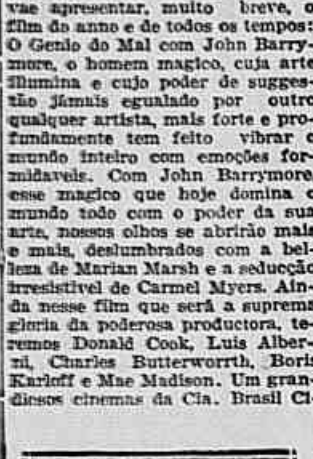 vae apresentar, muito breve, o
film do anno e de todos os tempos:
O Genio do Mal com John Barry-
more, o homem magico, cuja arte
illumina e cujo poder de sugges-
tão jámais egualado por outro
qualquer artista, mais forte e pro-
fundamente tem feito vibrar o
mundo inteiro com emoções for-
midaveis. Com John Barrymore,
esse magico que hoje domina o
mundo todo com o poder da sua
arte, nossos olhos se abrirão mais
e mais, deslumbrados com a bel-
leza de Marian Marsh e a seducção
irresistivel de Carmel Myers. Ain-
da nesse film que será a suprema
gloria da poderosa productora, te-
remos Donald Cook, Luis Alber-
ni, Charles Butterworrth, Boris
Karloff e Mae Madison. Um gran-
diesos cinemas da Cia. Brasil Ci-